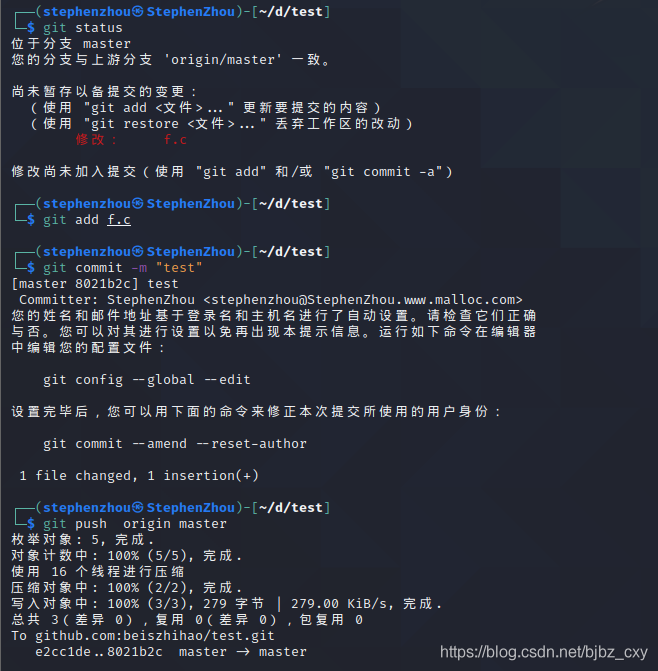 ┌──(stephenzhou㉿StephenZhou)-[~/d/test]
└─$ git status
位于分支 master
您的分支与上游分支 'origin/master' 一致。
尚未暂存以备提交的变更：
（使用 "git add <文件>..." 更新要提交的内容）
（使用 "git restore <文件>..." 丢弃工作区的改动）
修改：     f.c
修改尚未加入提交（使用 "git add" 和/或 "git commit -a"）
┌──(stephenzhou㉿StephenZhou)-[~/d/test]
└─$ git add f.c
┌──(stephenzhou㉿StephenZhou)-[~/d/test]
└─$ git commit -m "test"
[master 8021b2c] test
Committer: StephenZhou <stephenzhou@StephenZhou.www.malloc.com>
您的姓名和邮件地址基于登录名和主机名进行了自动设置。请检查它们正确
与否。您可以对其进行设置以免再出现本提示信息。运行如下命令在编辑器
中编辑您的配置文件：
git config --global --edit
设置完毕后，您可以用下面的命令来修正本次提交所使用的用户身份：
git commit --amend --reset-author
1 file changed, 1 insertion(+)
┌──(stephenzhou㉿StephenZhou)-[~/d/test]
└─$ git push  origin master
枚举对象: 5, 完成.
对象计数中: 100% (5/5), 完成.
使用 16 个线程进行压缩
压缩对象中: 100% (2/2), 完成.
写入对象中: 100% (3/3), 279 字节 | 279.00 KiB/s, 完成.
总共 3（差异 0），复用 0（差异 0），包复用 0
To github.com:beiszhihao/test.git
e2cc1de..8021b2c  master -> master
https://blog.csdn.net/bjbz_cxy